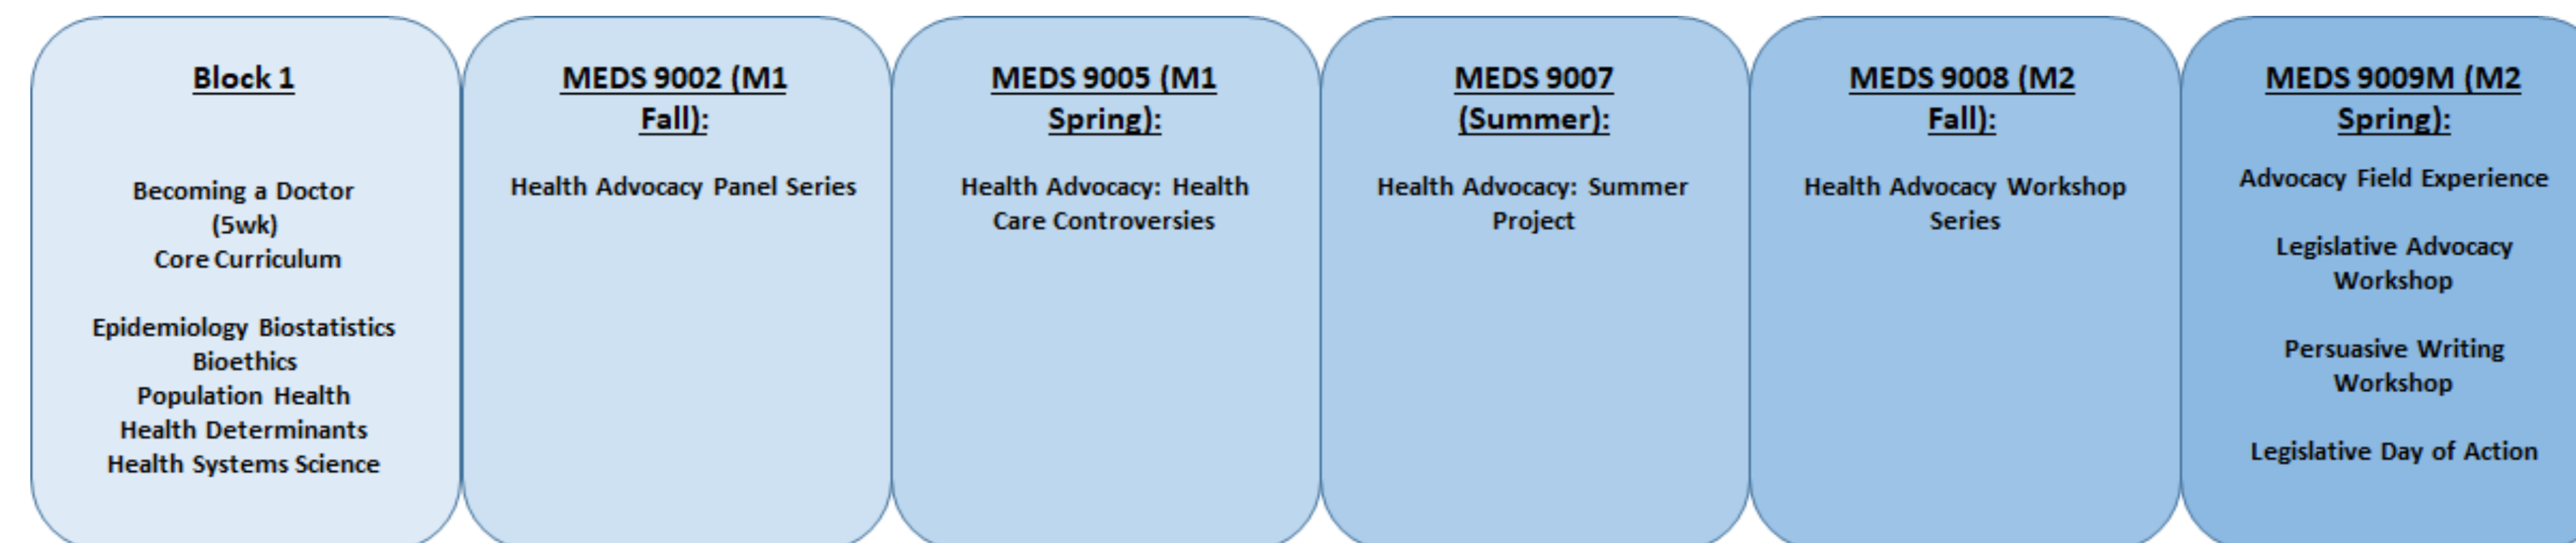 Block 1
Becoming a Doctor
(5wk)
Core Curriculum
Epidemiology Biostatistics
Bioethics
Population Health
Health Determinants
Health Systems Science
MEDS 9002 (M1
Fall):
Health Advocacy Panel Series
MEDS 9005 (M1
Spring):
Health Advocacy: Health
Care Controversies
MEDS 9007
(Summer):
Health Advocacy: Summer
Project
MEDS 9008 (M2
Fall):
Health Advocacy Workshop
Series
MEDS 9009M (M2
Spring):
Advocacy Field Experience
Legislative Advocacy
Workshop
Persuasive Writing
Workshop
Legislative Day of Action